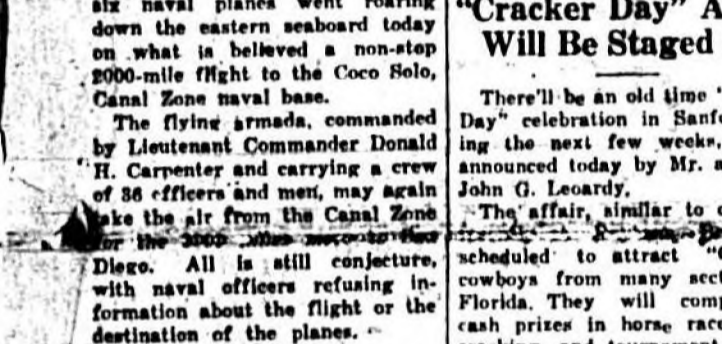 six naval planes went roaring
down the eastern seaboard today
on what is believed a non-stop
2000-mile flight to the Coco Solo,
Canal Zone naval base.
The flying armada, commanded
by Lieutenant Commander Donald
H. Carpenter and carrying a crew
of 36 officers and men, may again
take the air from the Canal Zone
for the
Diego. All is still conjecture,
with naval officers refusing in-
formation about the flight or the
destination of the planes.
"Cracker Day" A
Will Be Staged
There'll be an old time "
Day" celebration in Sanf
ing the next few weeks,
announced today by Mr. a
John G. Leonardy.
The affair, similar to
scheduled to attract "
cowboys from many sect
Florida. They will com
cash prizes in horse rac
and tournament